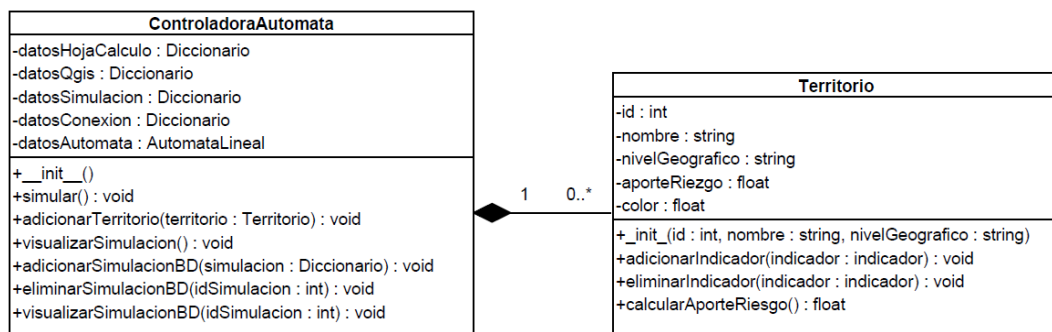 ControladoraAutomata
-datosHojaCalculo : Diccionario
-datosQgis : Diccionario
-datosSimulacion : Diccionario
-datosConexion : Diccionario
-datosAutomata : AutomataLineal
+__init__()
+simular() : void
+adicionarTerritorio(territorio : Territorio) : void
+visualizarSimulacion() : void
+adicionarSimulacionBD(simulacion : Diccionario) : void
+eliminarSimulacionBD(idSimulacion : int) : void
+visualizarSimulacionBD(idSimulacion : int) : void
1 0..*
Territorio
-id : int
-nombre : string
-nivelGeografico : string
-aporteRiezgo : float
-color : float
+_init_(id : int, nombre : string, nivelGeografico : string)
+adicionarIndicador(indicador : indicador) : void
+eliminarIndicador(indicador : indicador) : void
+calcularAporteRiesgo() : float